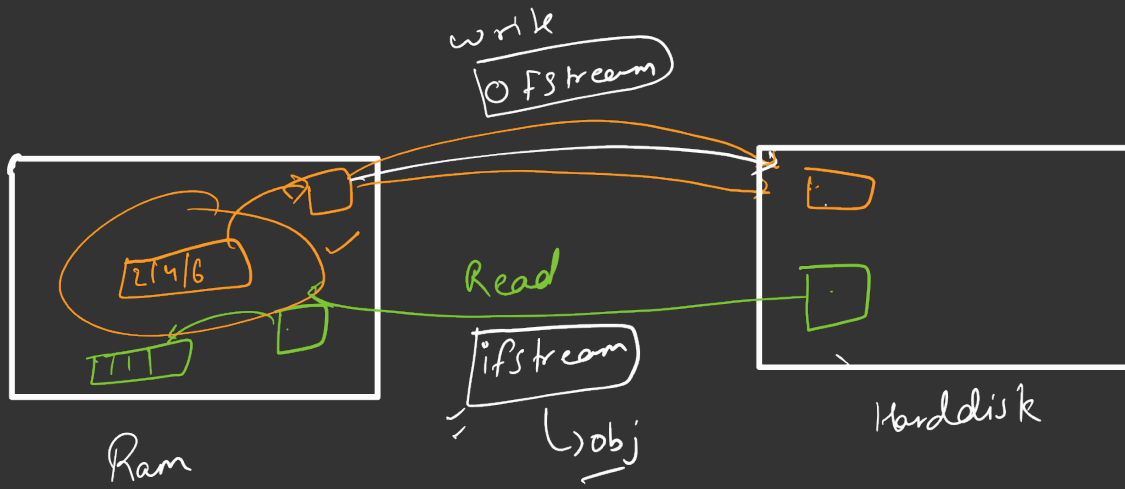 write
Ofstream
2/4/6
Read
ifstream
↳obj
Harddisk
Ram